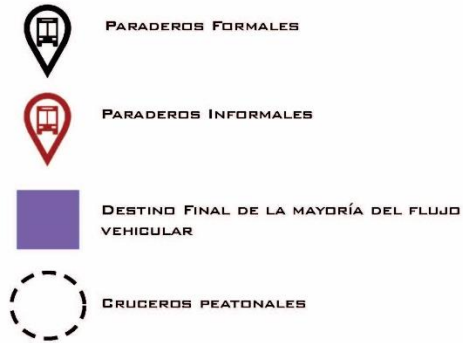 PARADEROS FORMALES
PARADEROS INFORMALES
DESTINO FINAL DE LA MAYORÍA DEL FLUJO
VEHICULAR
CRUCEROS PEATONALES